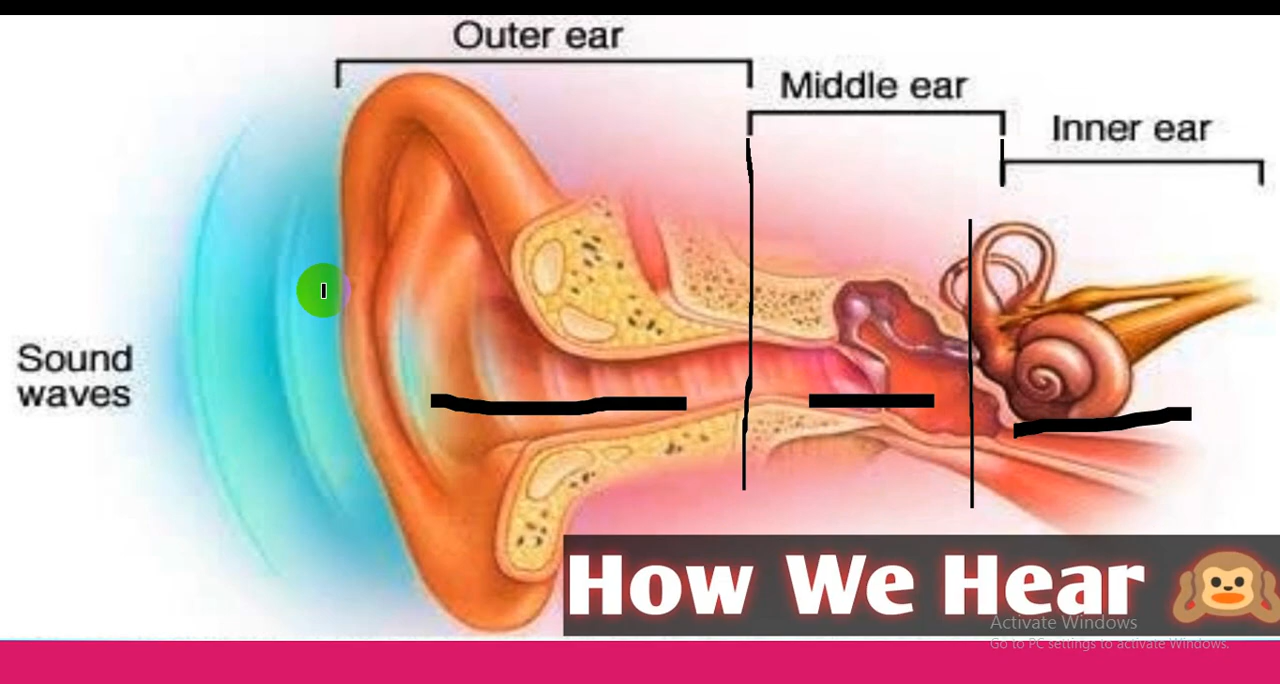 Outer ear
Middle ear
Inner ear
Sound
waves
How We Hear
Activate Windows
Go to PC settings to activate Windows.